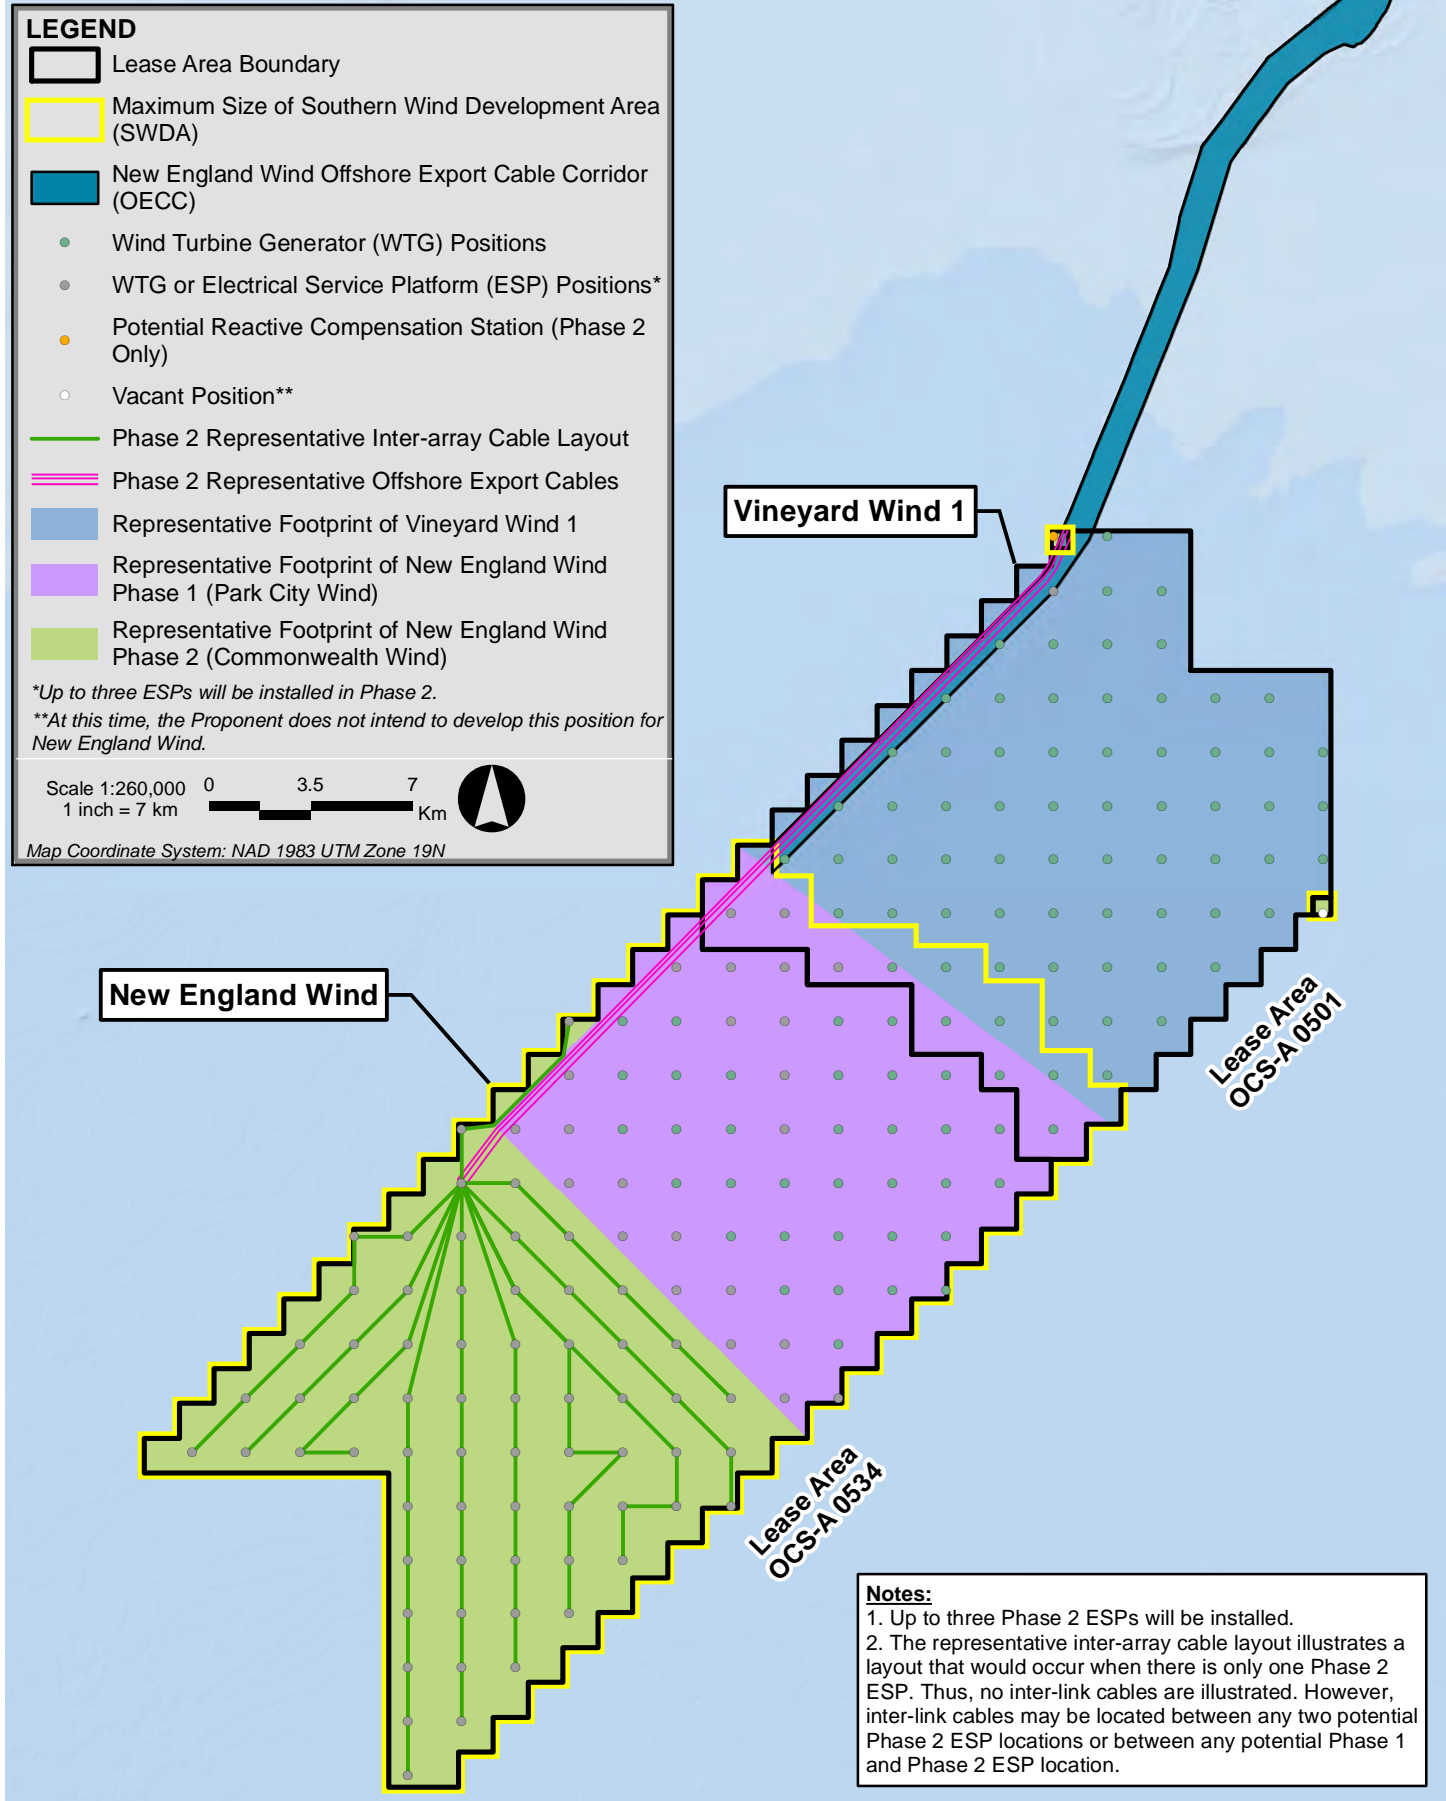 LEGEND
Lease Area Boundary
Maximum Size of Southern Wind Development Area
(SWDA)
New England Wind Offshore Export Cable Corridor
(OECC)
Wind Turbine Generator (WTG) Positions
WTG or Electrical Service Platform (ESP) Positions*
Potential Reactive Compensation Station (Phase 2
Only)
Vacant Position**
Phase 2 Representative Inter-array Cable Layout
Phase 2 Representative Offshore Export Cables
Representative Footprint of Vineyard Wind 1
Representative Footprint of New England Wind
Phase 1 (Park City Wind)
Representative Footprint of New England Wind
Phase 2 (Commonwealth Wind)
*Up to three ESPs will be installed in Phase 2.
**At this time, the Proponent does not intend to develop this position for
New England Wind.
Scale 1:260,000
1 inch = 7 km
0 3.5 7
Km
Map Coordinate System: NAD 1983 UTM Zone 19N
Vineyard Wind 1
New England Wind
Lease Area
OCS-A 0501
Lease Area
OCS-A 0534
Notes:
1. Up to three Phase 2 ESPs will be installed.
2. The representative inter-array cable layout illustrates a
layout that would occur when there is only one Phase 2
ESP. Thus, no inter-link cables are illustrated. However,
inter-link cables may be located between any two potential
Phase 2 ESP locations or between any potential Phase 1
and Phase 2 ESP location.